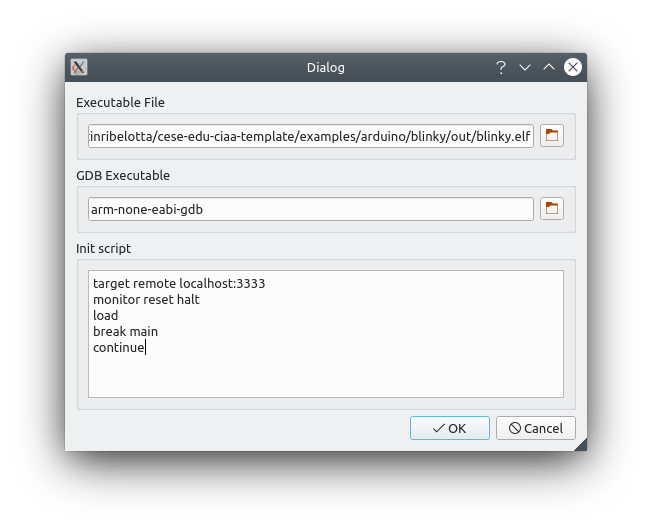 Dialog
Executable File
inribelotta/cese-edu-ciaa-template/examples/arduino/blinky/out/blinky.elf
GDB Executable
arm-none-eabi-gdb
Init script
target remote localhost:3333
monitor reset halt
load
break main
continue
OK
Cancel